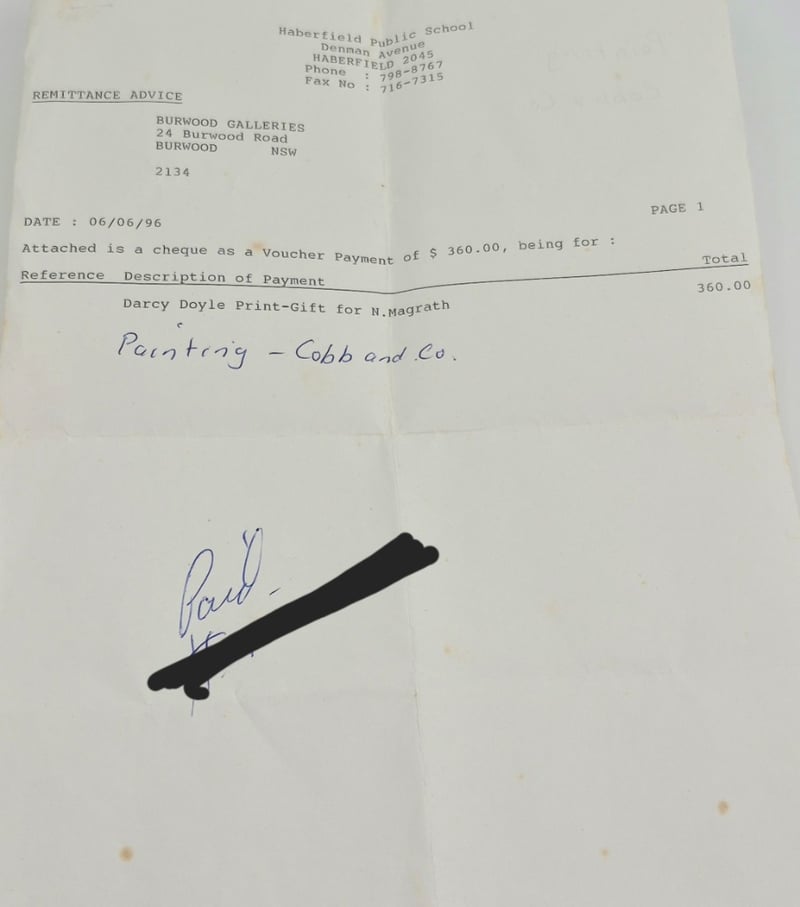 Haberfield Public School
Denman Avenue
HABERFIELD 2045
Phone : 798-8767
Fax No : 716-7315
REMITTANCE ADVICE
BURWOOD GALLERIES
24 Burwood Road
BURWOOD NSW
2134
PAGE 1
DATE : 06/06/96
Attached is a cheque as a Voucher Payment of $ 360.00, being for :
Reference Description of Payment Total
Darcy Doyle Print-Gift for N.Magrath 360.00
Painting - Cobb and Co.
Paid